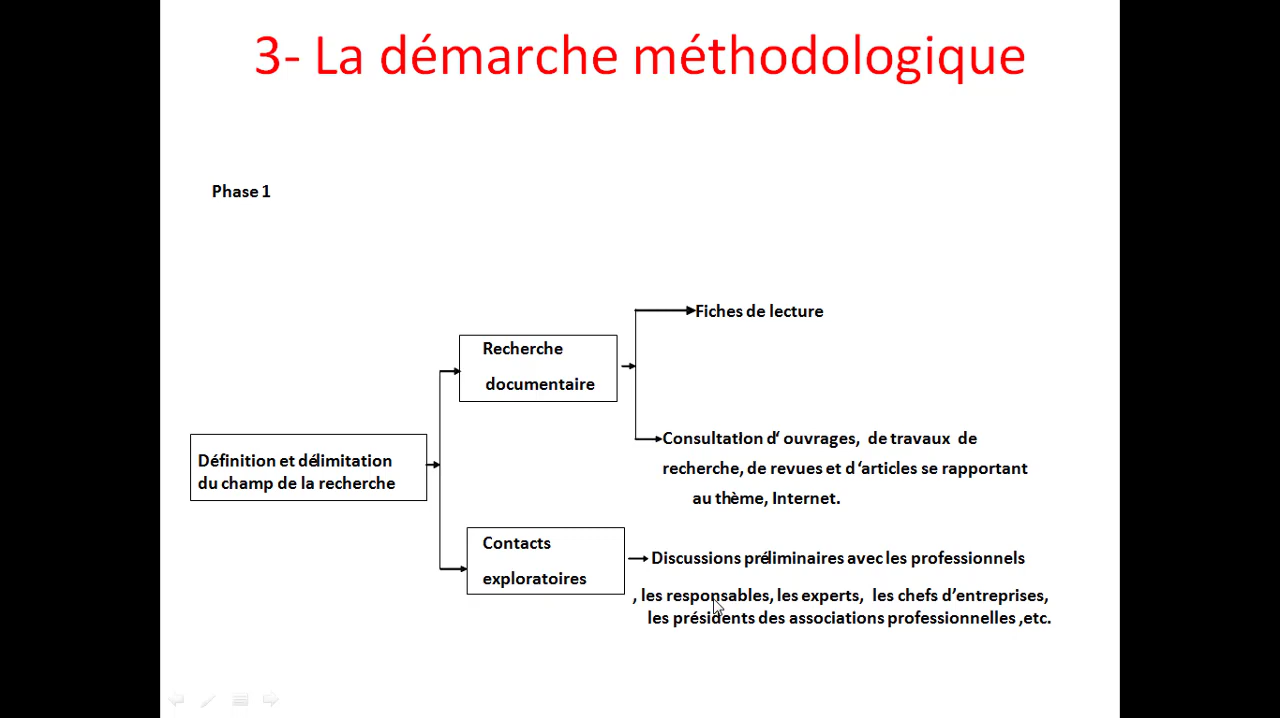 3- La démarche méthodologique
Phase 1
Fiches de lecture
Recherche
documentaire
Consultation d‘ ouvrages, de travaux de
recherche, de revues et d ‘articles se rapportant
au thème, Internet.
Définition et délimitation
du champ de la recherche
Contacts
exploratoires
Discussions préliminaires avec les professionnels
, les responsables, les experts, les chefs d’entreprises,
les présidents des associations professionnelles ,etc.